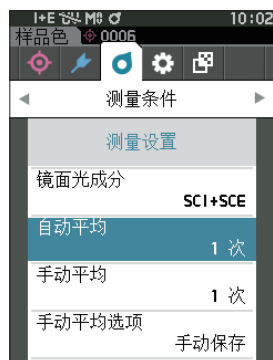 I+E M0 10:02
样品色 0006
测量条件
测量设置
镜面光成分
SCI+SCE
自动平均
1 次
手动平均
1 次
手动平均选项
手动保存